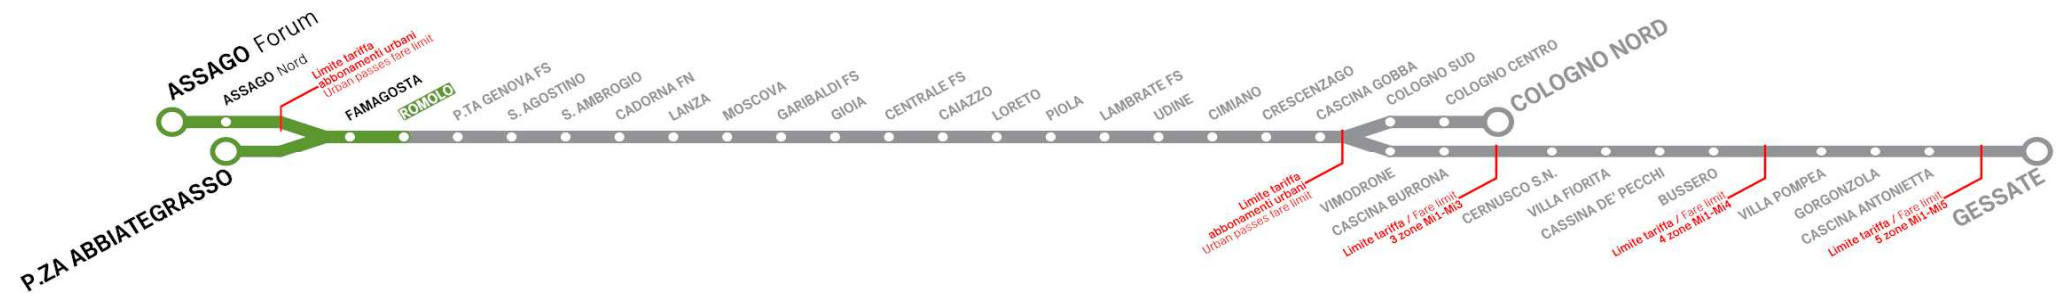 ASSAGO Forum
ASSAGO Nord
Limite tariffa
abbonamenti urbani
Urban passes fare limit
P.ZA ABBIATEGRASSO
FAMAGOSTA
ROMOLO
P.TA GENOVA FS
S. AGOSTINO
S. AMBROGIO
CADORNA FN
LANZA
MOSCOVA
GARIBALDI FS
GIOIA
CENTRALE FS
CAIAZZO
LORETO
PIOLA
LAMBRATE FS
UDINE
CIMIANO
CRESCENZAGO
CASCINA GOBBA
COLOGNO SUD
COLOGNO CENTRO
COLOGNO NORD
Limite tariffa
abbonamenti urbani
Urban passes fare limit
VIMODRONE
CASCINA BURRONA
Limite tariffa / Fare limit
3 zone Mi1-Mi3
CERNUSCO S.N.
VILLA FIORITA
CASSINA DE' PECCHI
BUSSERO
Limite tariffa / Fare limit
4 zone Mi1-Mi4
VILLA POMPEA
GORGONZOLA
CASCINA ANTONIETTA
Limite tariffa / Fare limit
5 zone Mi1-Mi5
GESSATE